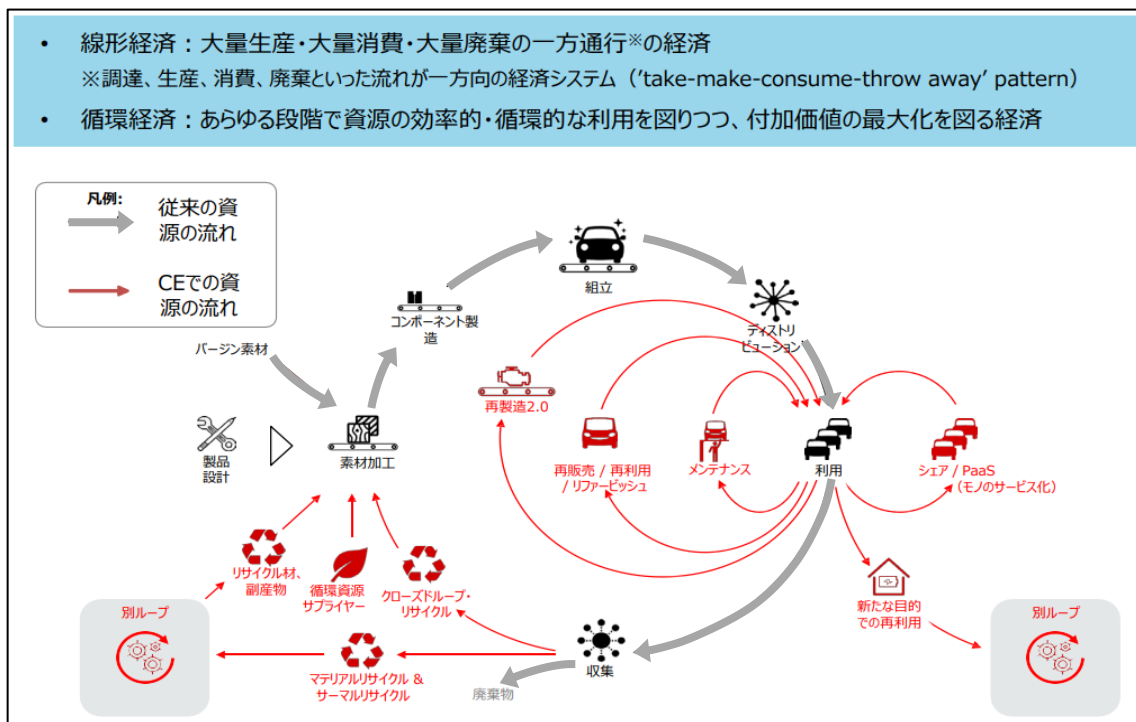 • 線形経済：大量生産・大量消費・大量廃棄の一方通行※の経済
※調達、生産、消費、廃棄といった流れが一方向の経済システム（'take-make-consume-throw away' pattern）
• 循環経済：あらゆる段階で資源の効率的・循環的な利用を図りつつ、付加価値の最大化を図る経済
凡例:
従来の資
源の流れ
CEでの資
源の流れ
バージン素材
コンポーネント製
造
組立
ディストリ
ビューション
製品
設計
素材加工
再製造2.0
再販売 / 再利用
/ リファービッシュ
メンテナンス
利用
シェア / PaaS
（モノのサービス化）
リサイクル材、
副産物
循環資源
サプライヤー
クローズドループ・
リサイクル
新たな目的
での再利用
別ループ
マテリアルリサイクル &
サーマルリサイクル
収集
廃棄物
別ループ